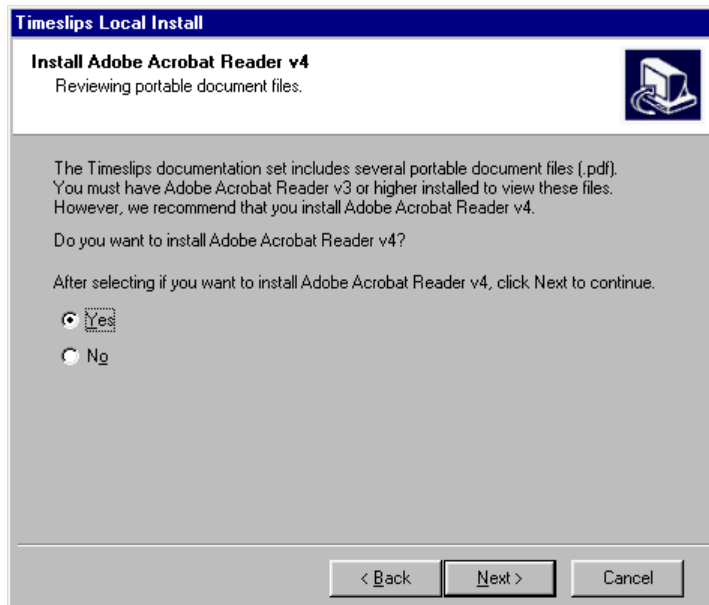 Timeslips Local Install
Install Adobe Acrobat Reader v4
Reviewing portable document files.
The Timeslips documentation set includes several portable document files (.pdf).
You must have Adobe Acrobat Reader v3 or higher installed to view these files.
However, we recommend that you install Adobe Acrobat Reader v4.
Do you want to install Adobe Acrobat Reader v4?
After selecting if you want to install Adobe Acrobat Reader v4, click Next to continue.
Yes
No
< Back Next > Cancel